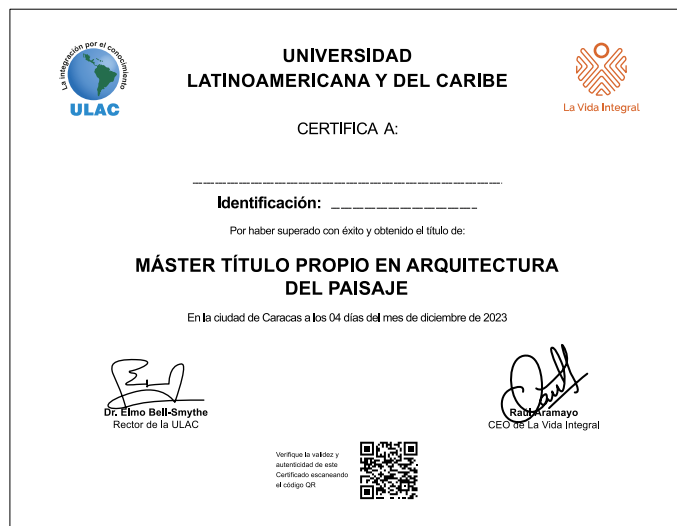 La integración por el conocimiento
ULAC
UNIVERSIDAD
LATINOAMERICANA Y DEL CARIBE
La Vida Integral
CERTIFICA A:
Identificación:
Por haber superado con éxito y obtenido el título de:
MÁSTER TÍTULO PROPIO EN ARQUITECTURA
DEL PAISAJE
En la ciudad de Caracas a los 04 días del mes de diciembre de 2023
Dr. Elmo Bell-Smythe
Rector de la ULAC
Raúl Aramayo
CEO de La Vida Integral
Verifique la validez y
autenticidad de este
Certificado escaneando
el código QR